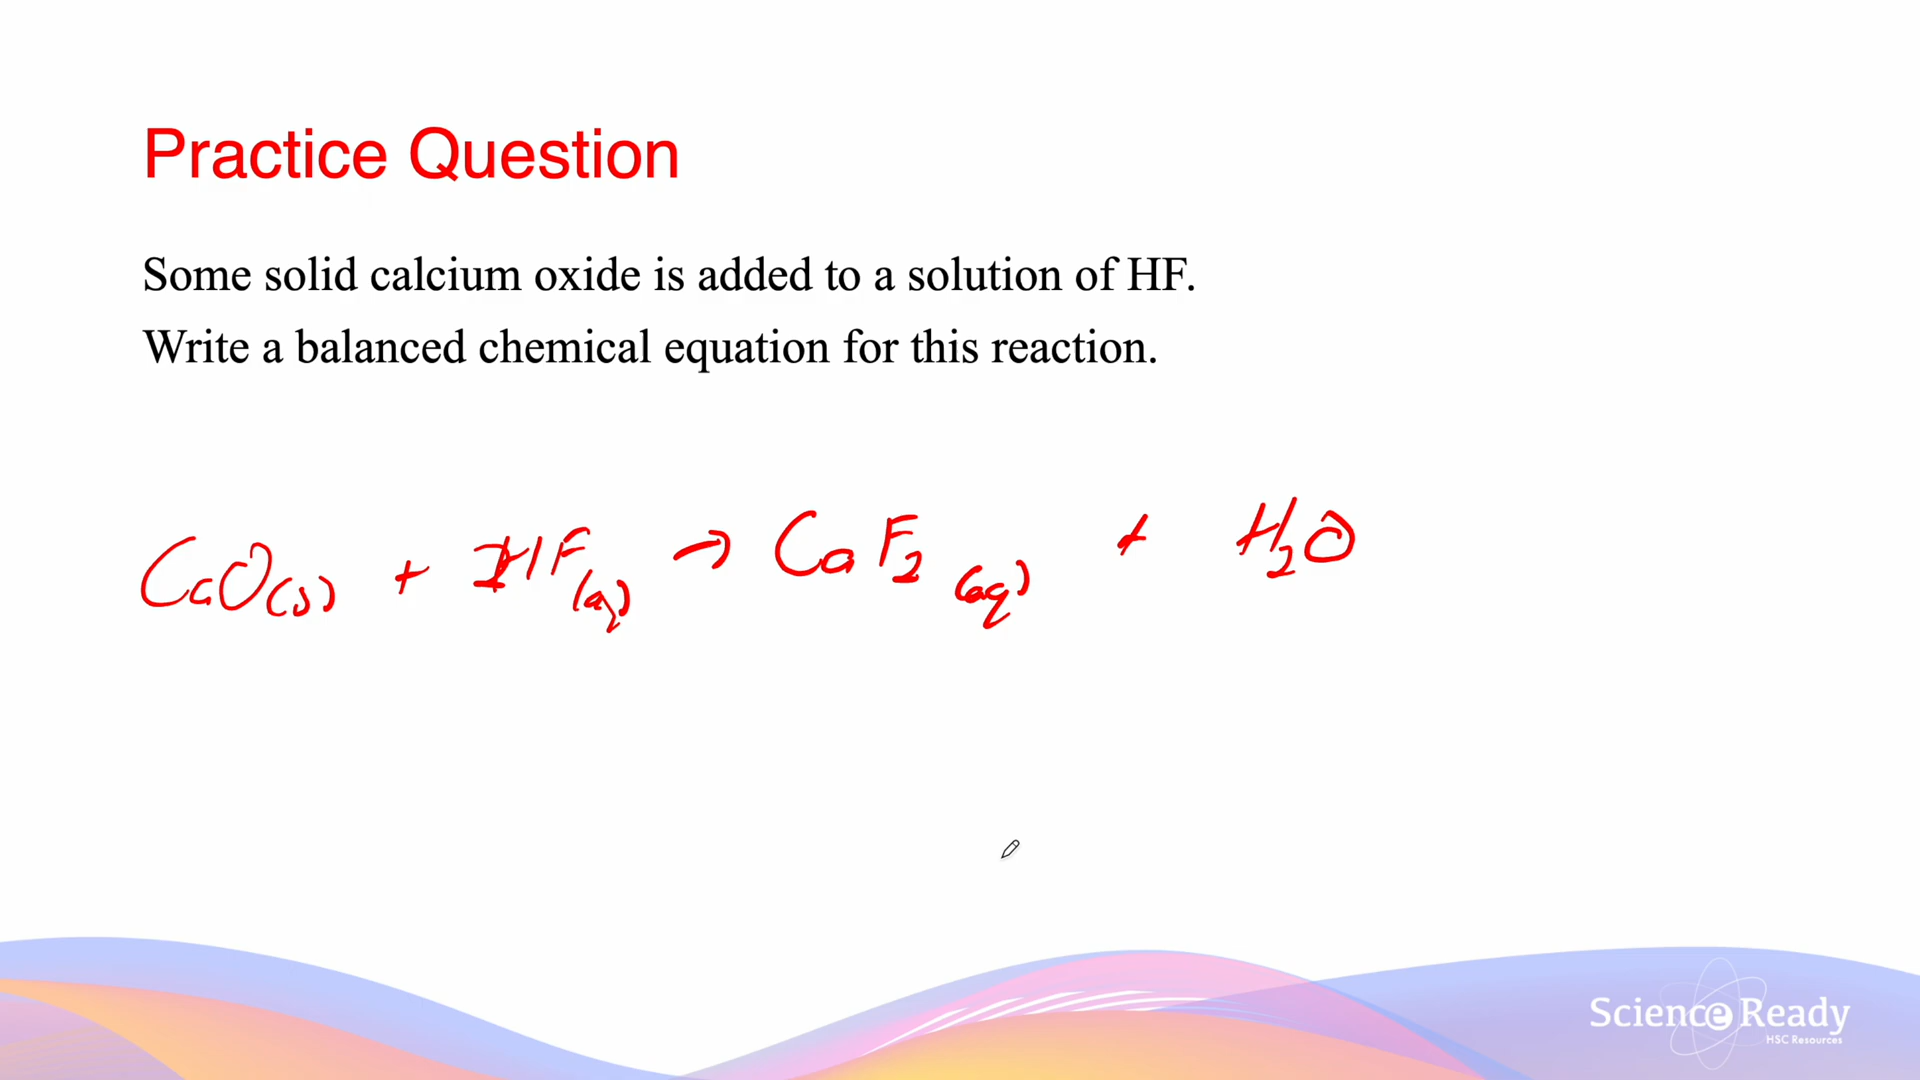 Practice Question
Some solid calcium oxide is added to a solution of HF.
Write a balanced chemical equation for this reaction.
CaO(s) + 2HF(aq) → CaF₂ (aq) + H₂O
Science Ready
HSC Resources